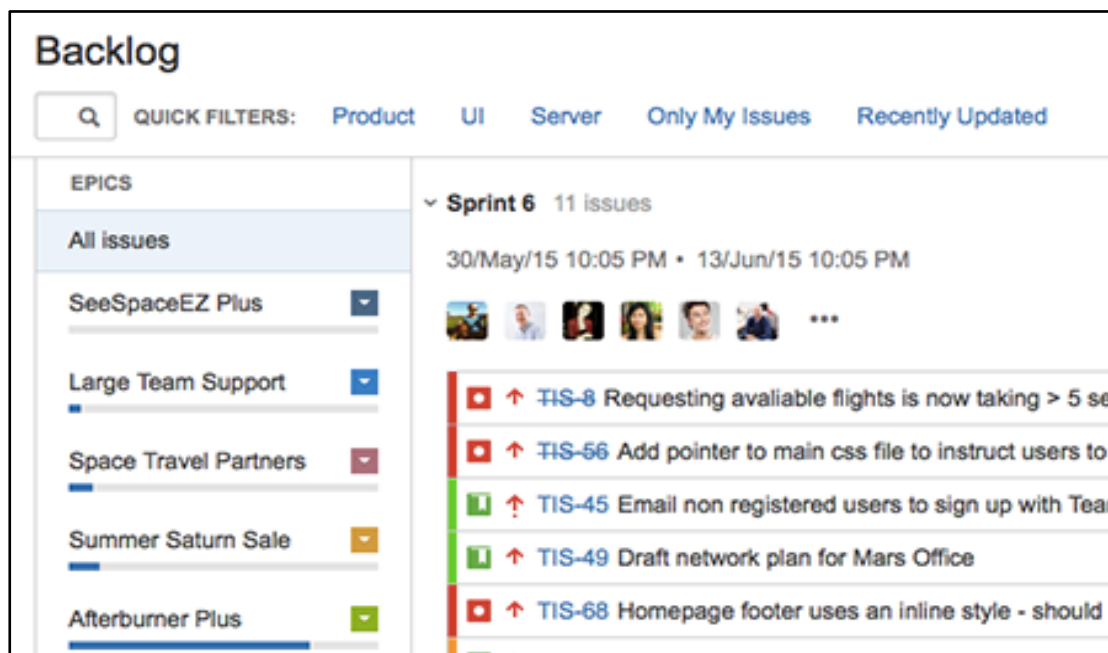 Backlog
QUICK FILTERS: Product UI Server Only My Issues Recently Updated
EPICS
All issues
SeeSpaceEZ Plus
Large Team Support
Space Travel Partners
Summer Saturn Sale
Afterburner Plus
Sprint 6 11 issues
30/May/15 10:05 PM • 13/Jun/15 10:05 PM
TIS-8 Requesting avaliable flights is now taking > 5 se
TIS-56 Add pointer to main css file to instruct users to
TIS-45 Email non registered users to sign up with Tea
TIS-49 Draft network plan for Mars Office
TIS-68 Homepage footer uses an inline style - should